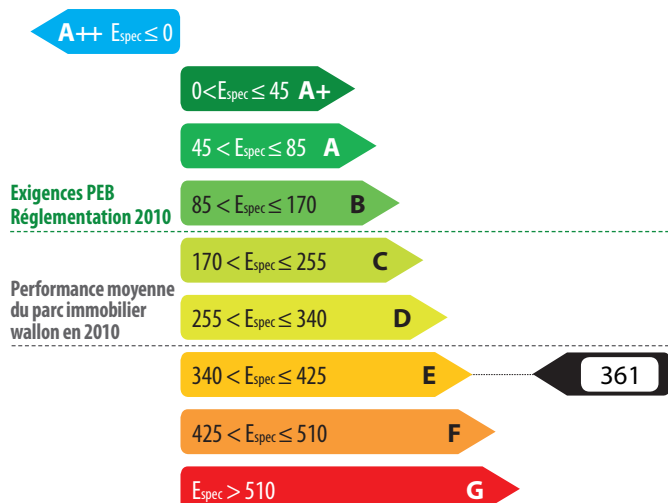 A++ Espec ≤ 0
0<Espec ≤ 45 A+
45 < Espec ≤ 85 A
Exigences PEB
Réglementation 2010
85 < Espec ≤ 170 B
170 < Espec ≤ 255 C
Performance moyenne
du parc immobilier
wallon en 2010
255 < Espec ≤ 340 D
340 < Espec ≤ 425 E
361
425 < Espec ≤ 510 F
Espec > 510 G